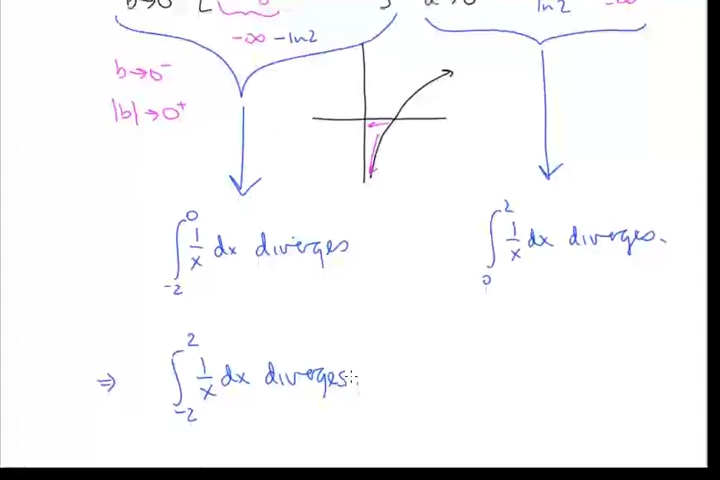 -∞ -ln2
ln2 -∞
b→0⁻
|b|→0⁺
∫₋₂⁰ 1/x dx diverges
∫₀² 1/x dx diverges.
⇒ ∫₋₂² 1/x dx diverges